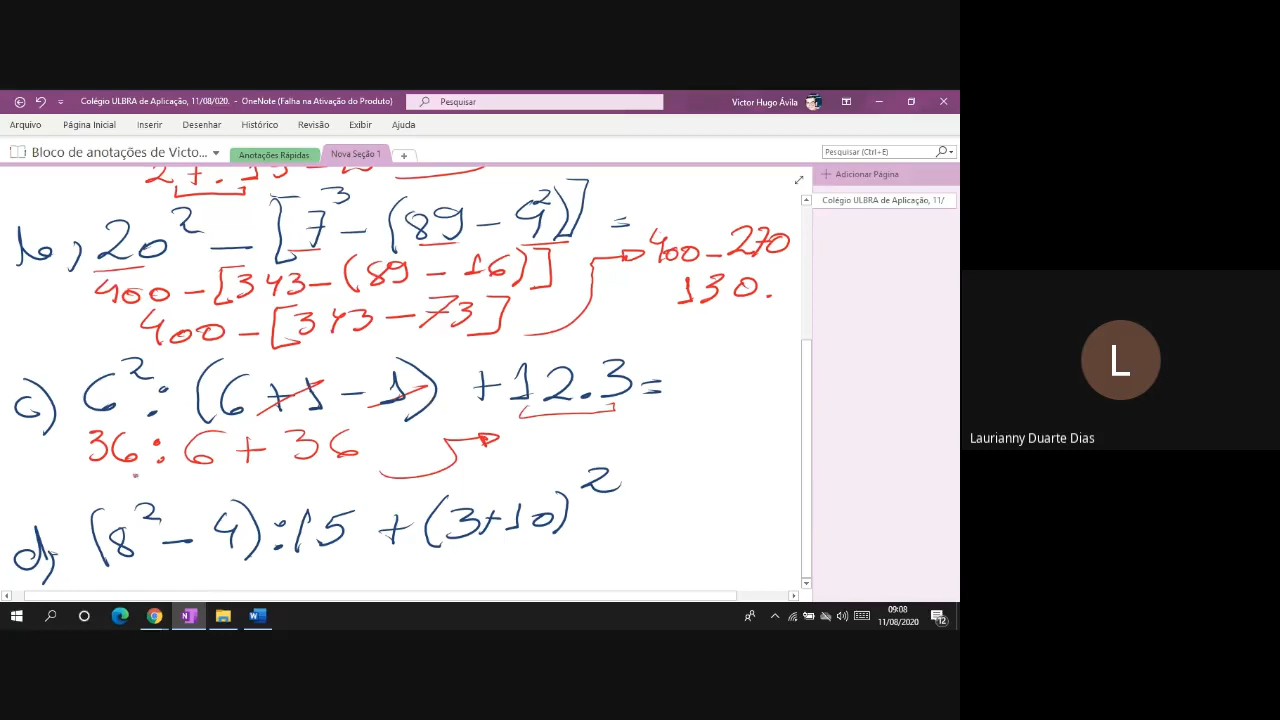 Colégio ULBRA de Aplicação, 11/08/020. - OneNote (Falha na Ativação do Produto)
Pesquisar
Victor Hugo Ávila
Arquivo Página Inicial Inserir Desenhar Histórico Revisão Exibir Ajuda
Bloco de anotações de Victo...
Anotações Rápidas
Nova Seção 1
Pesquisar (Ctrl+E)
Adicionar Página
Colégio ULBRA de Aplicação, 11/
b) 20² - [7³ - (89 - 4²)] =
400 - [343 - (89 - 16)]
400 - [343 - 73]
400 - 270
130.
c) 6² : (6 + 1 - 1) + 12.3 =
36 : 6 + 36
d) (8² - 4) : 15 + (3+10)²
L
Laurianny Duarte Dias
09:08
11/08/2020
12